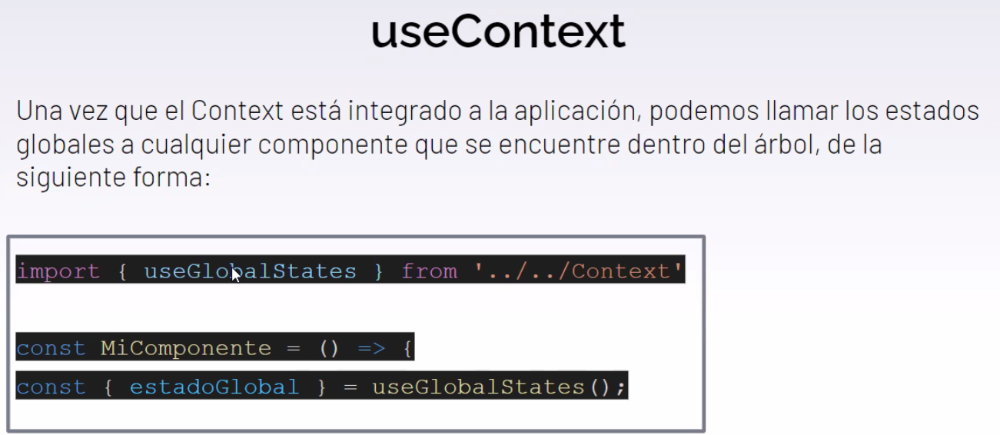 useContext
Una vez que el Context está integrado a la aplicación, podemos llamar los estados
globales a cualquier componente que se encuentre dentro del árbol, de la
siguiente forma:
import { useGlobalStates } from '../../Context'
const MiComponente = () => {
const { estadoGlobal } = useGlobalStates();